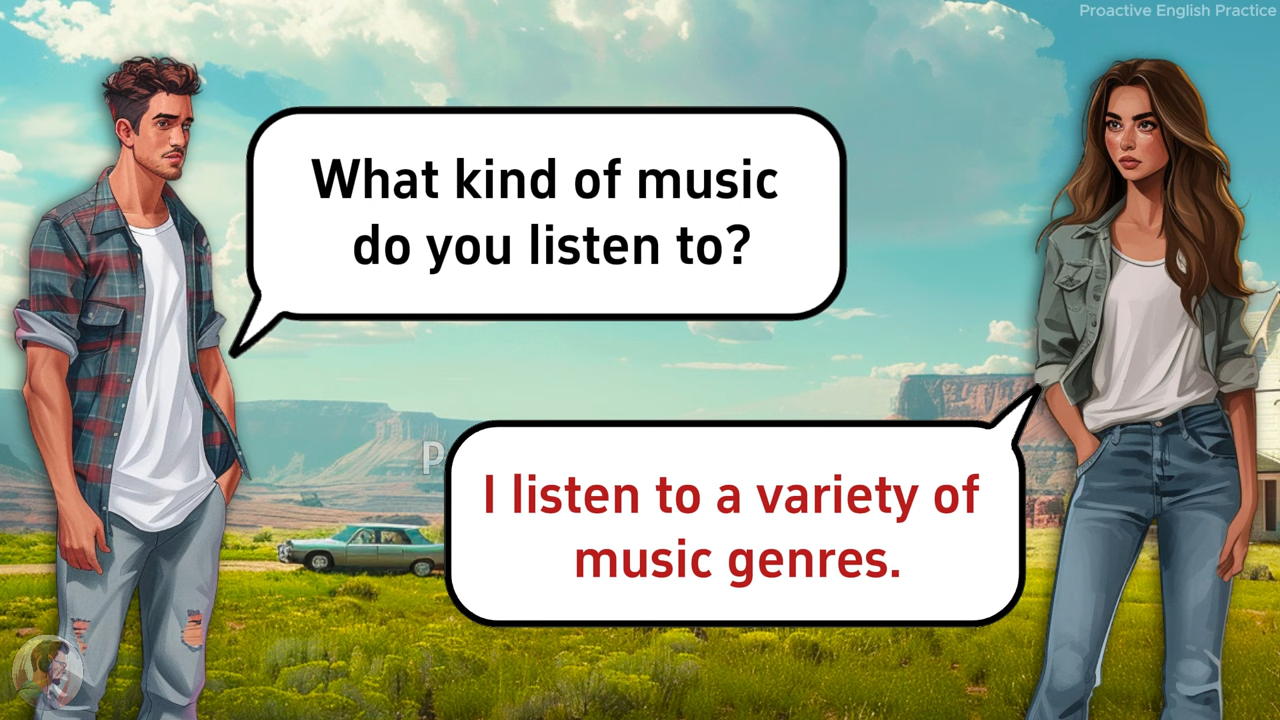 Proactive English Practice
What kind of music
do you listen to?
I listen to a variety of
music genres.